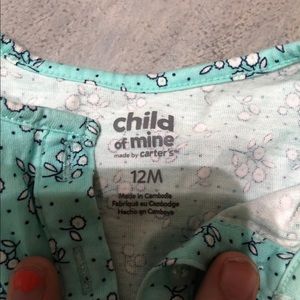 child
of mine
made by carter's
12M
Made in Cambodia
Fabriqué au Cambodge
Hecho en Camboya